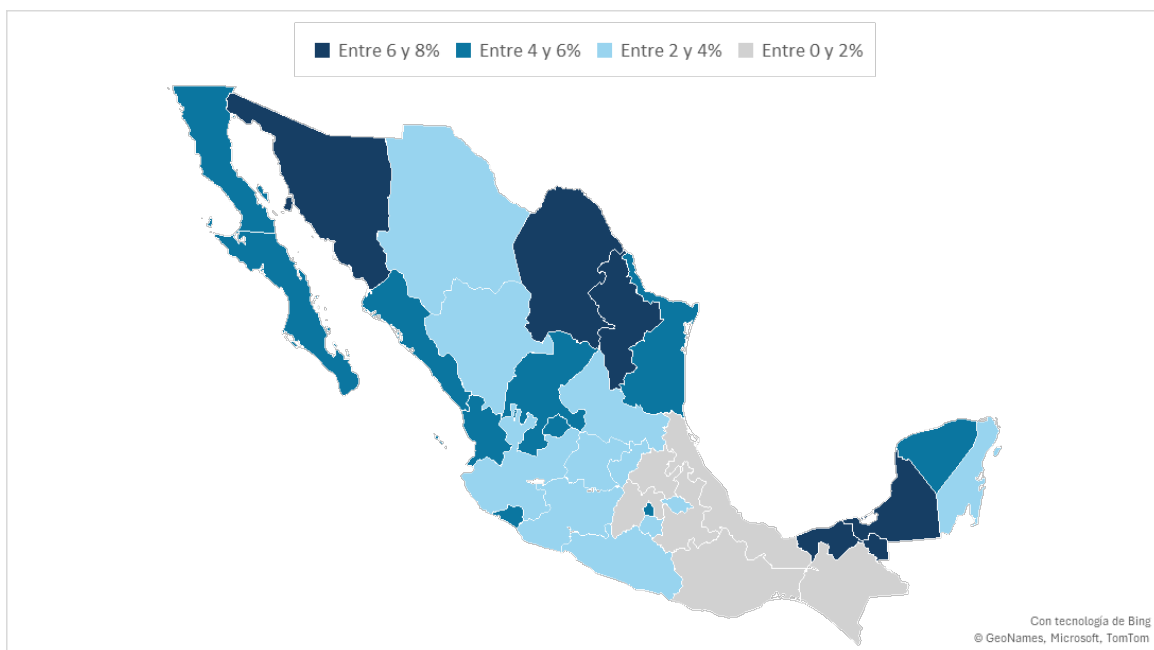 Entre 6 y 8% Entre 4 y 6% Entre 2 y 4% Entre 0 y 2%
Con tecnología de Bing
© GeoNames, Microsoft, TomTom